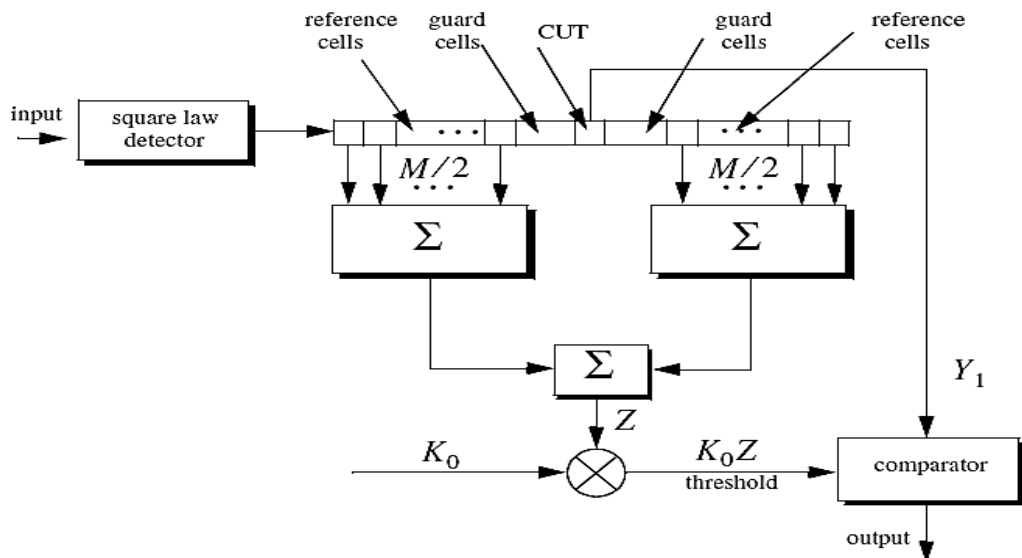 reference cells
guard cells
CUT
guard cells
reference cells
input
square law detector
• • •
• • •
M/2
• • •
M/2
• • •
Σ
Σ
Σ
Y₁
Z
K₀
K₀Z
threshold
comparator
output